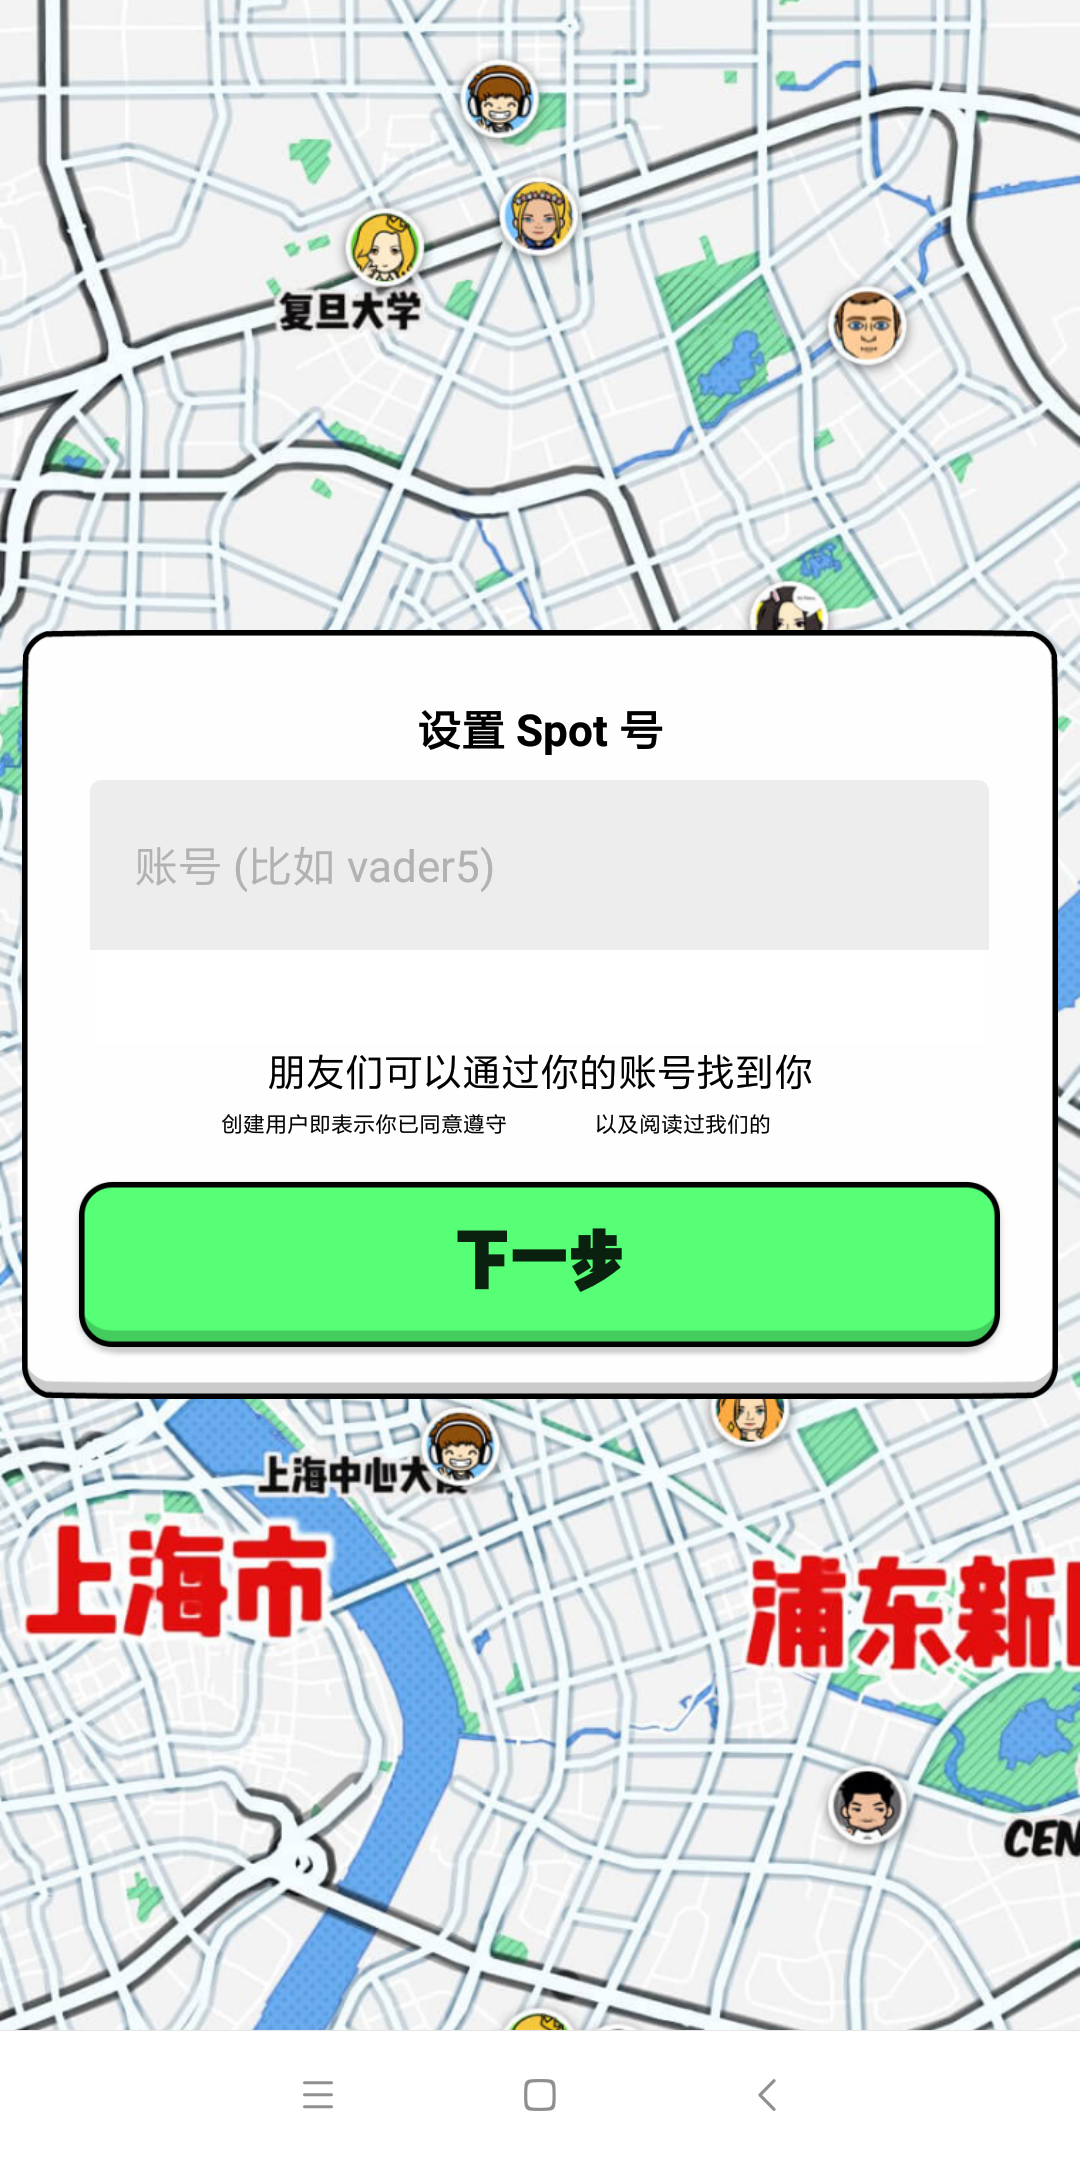 复旦大学
设置 Spot 号
账号 (比如 vader5)
朋友们可以通过你的账号找到你
创建用户即表示你已同意遵守 以及阅读过我们的
下一步
上海中心大厦
上海市
浦东新
CEN